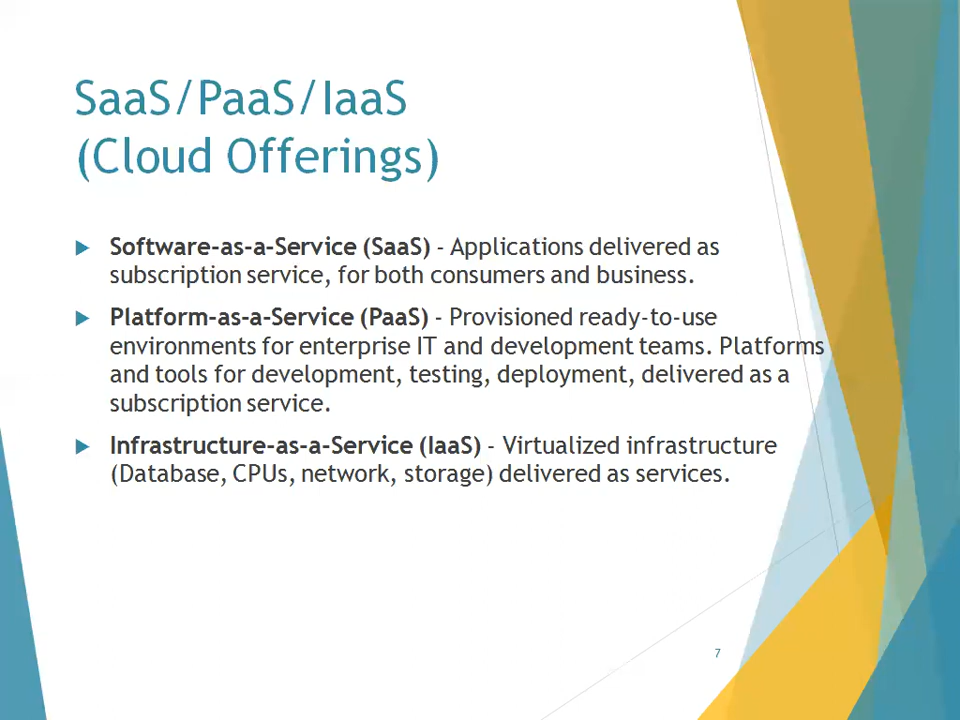 SaaS/PaaS/IaaS
(Cloud Offerings)
Software-as-a-Service (SaaS) - Applications delivered as
subscription service, for both consumers and business.
Platform-as-a-Service (PaaS) - Provisioned ready-to-use
environments for enterprise IT and development teams. Platforms
and tools for development, testing, deployment, delivered as a
subscription service.
Infrastructure-as-a-Service (IaaS) - Virtualized infrastructure
(Database, CPUs, network, storage) delivered as services.
7